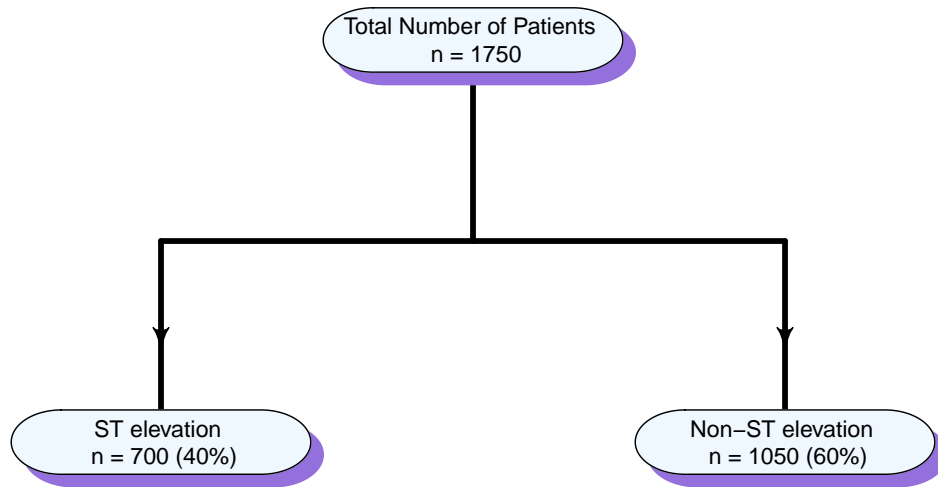 Total Number of Patients
n = 1750
ST elevation
n = 700 (40%)
Non−ST elevation
n = 1050 (60%)